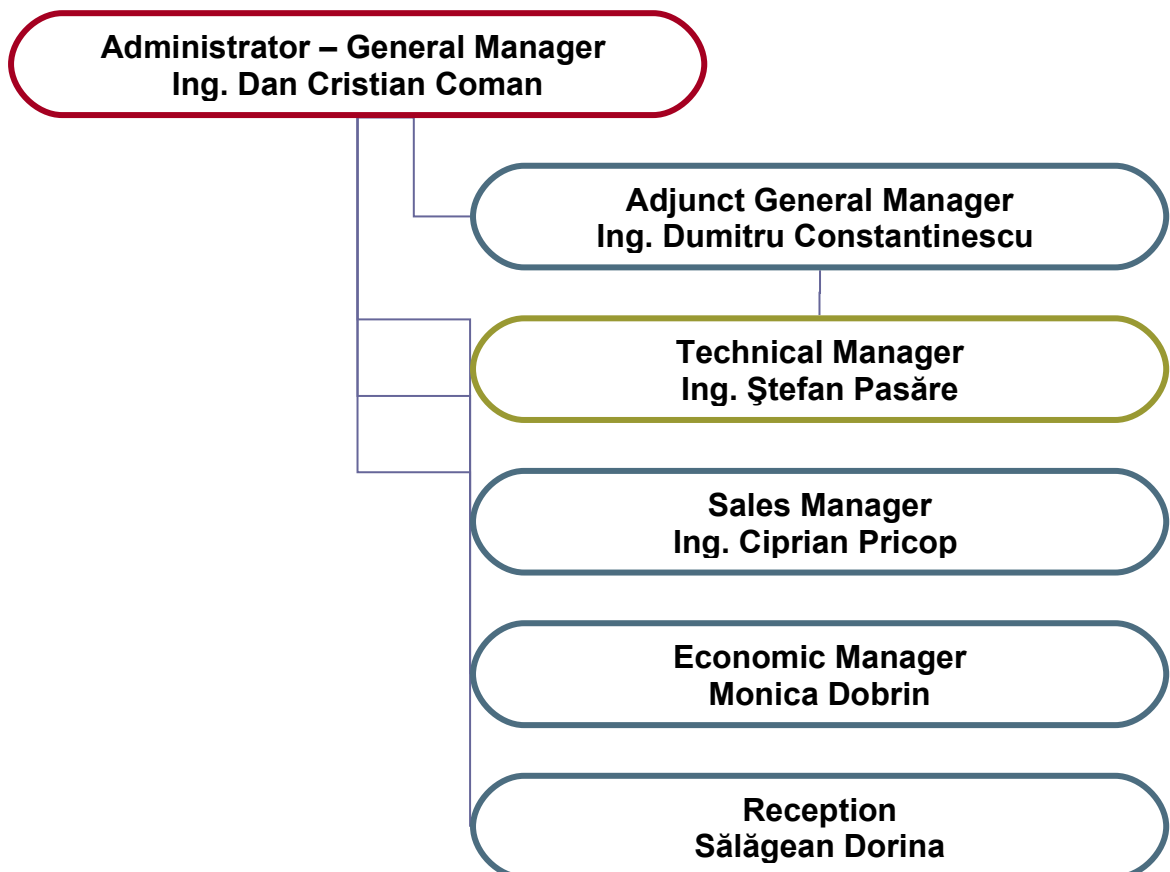 Administrator – General Manager
Ing. Dan Cristian Coman
Adjunct General Manager
Ing. Dumitru Constantinescu
Technical Manager
Ing. Ştefan Pasăre
Sales Manager
Ing. Ciprian Pricop
Economic Manager
Monica Dobrin
Reception
Sălăgean Dorina